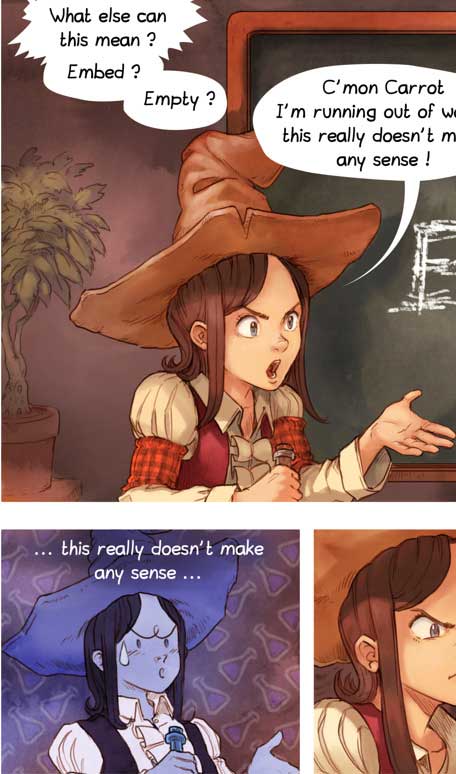 What else can
this mean ?
Embed ?
Empty ?
C'mon Carrot
I'm running out of
this really doesn't
any sense !
E
... this really doesn't make
any sense ...